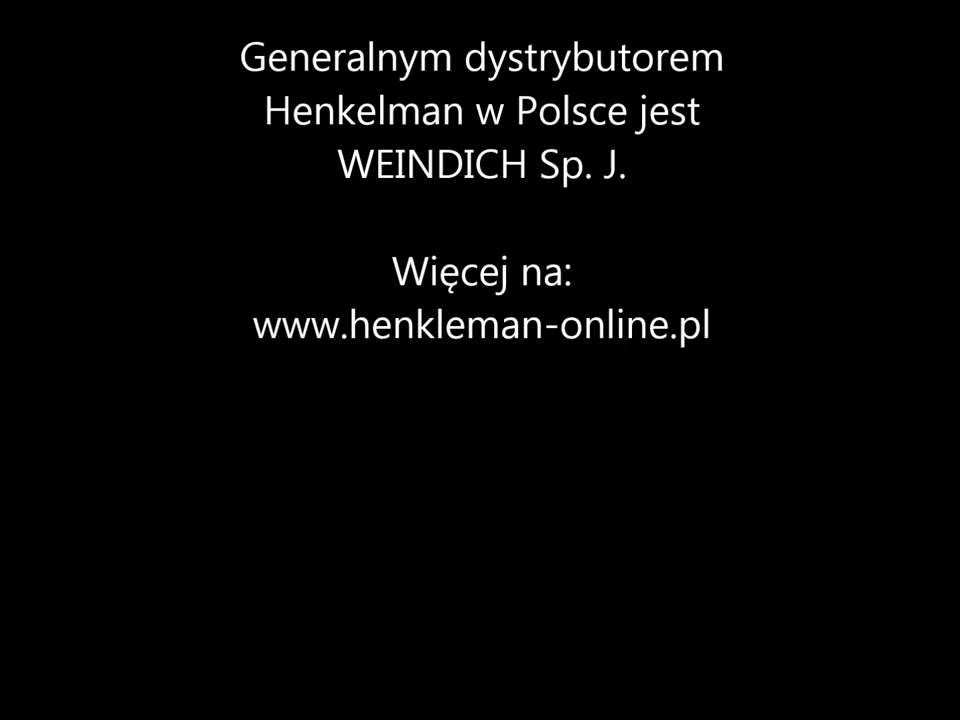 Generalnym dystrybutorem
Henkelman w Polsce jest
WEINDICH Sp. J.
Więcej na:
www.henkleman-online.pl